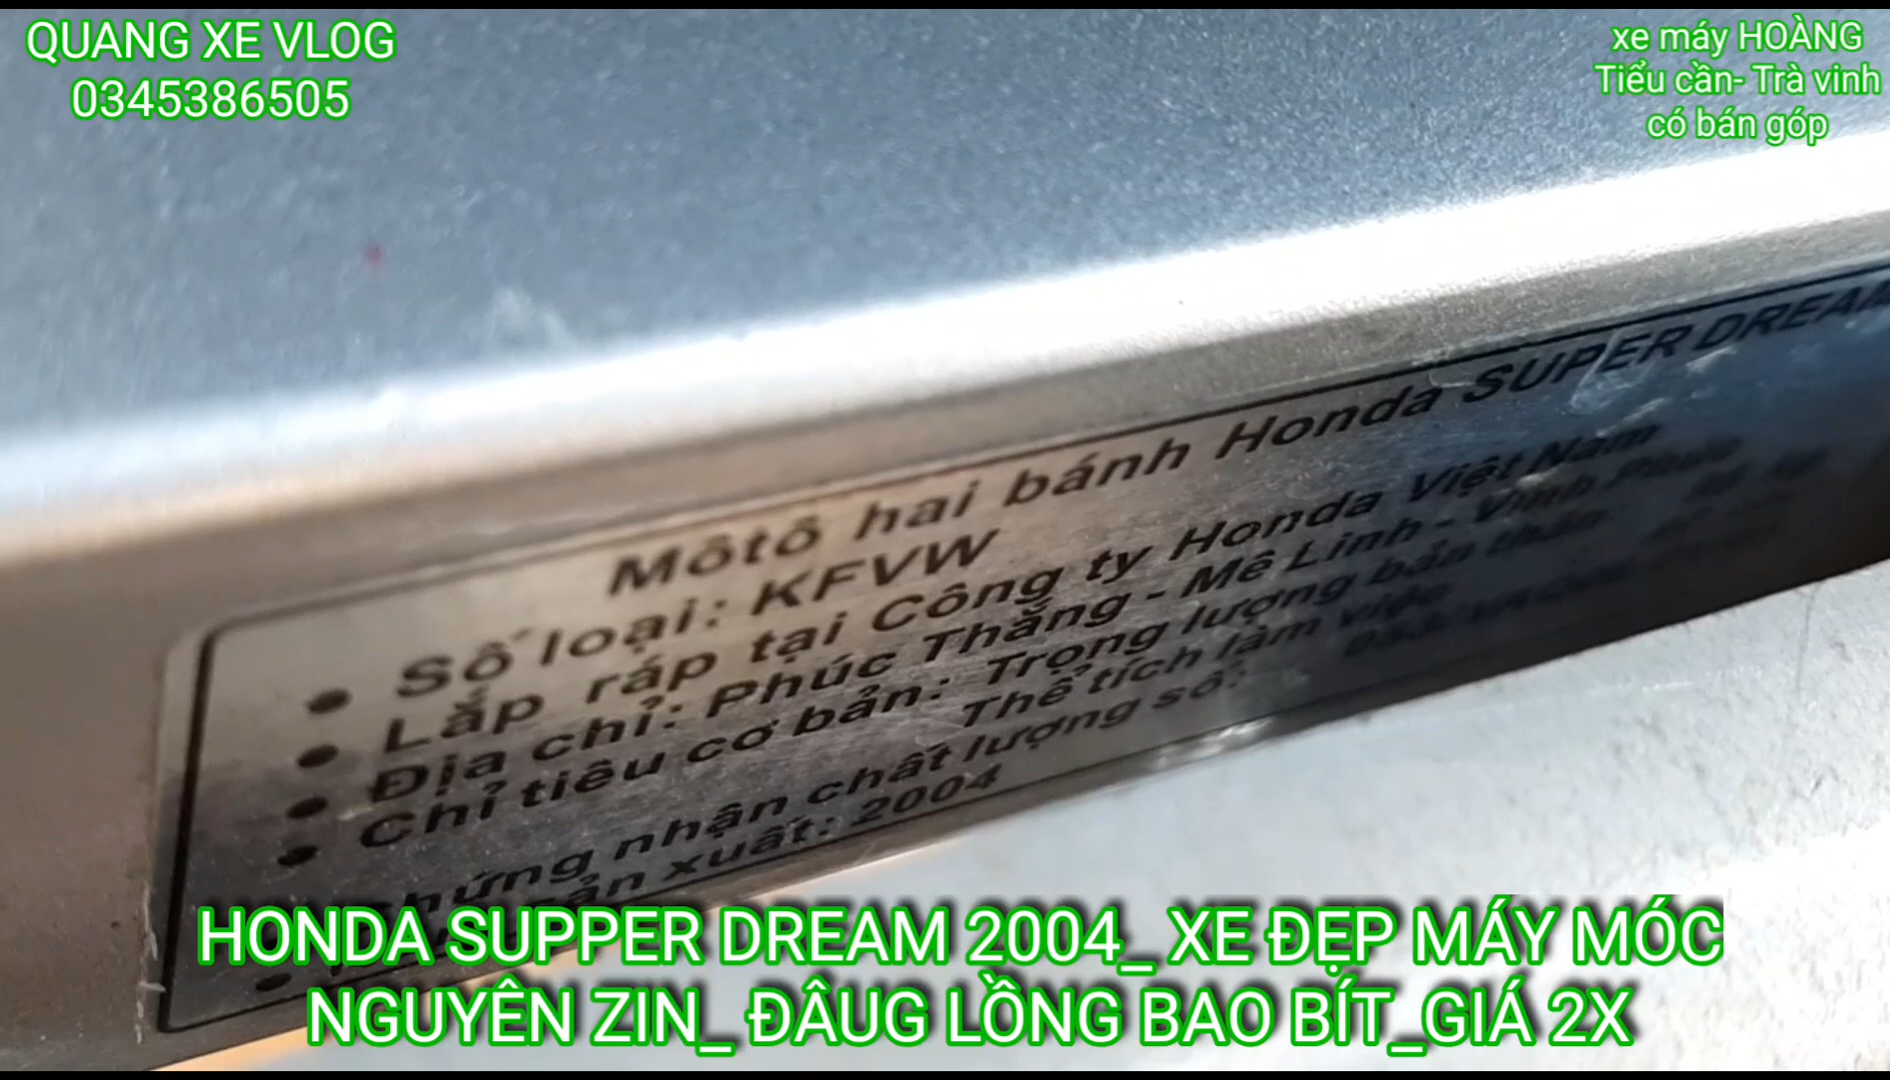 QUANG XE VLOG
0345386505
xe máy HOÀNG
Tiểu cần- Trà vinh
có bán góp
Môtô hai bánh Honda SUPER DREAM
Số loại: KFVW
Lắp ráp tại Công ty Honda Việt Nam
Địa chỉ: Phúc Thắng - Mê Linh - Vĩnh Phúc
Chỉ tiêu cơ bản: Trọng lượng bản thân
Thể tích làm việc
Chứng nhận chất lượng số:
sản xuất: 2004
HONDA SUPPER DREAM 2004_ XE ĐẸP MÁY MÓC
NGUYÊN ZIN_ ĐÂUG LỒNG BAO BÍT_GIÁ 2X